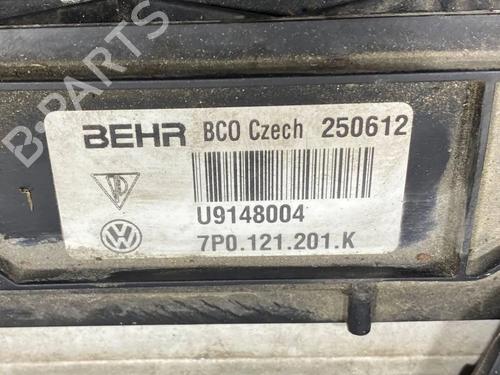 B-PARTS
BEHR BCO Czech 250612
U9148004
7P0.121.201.K